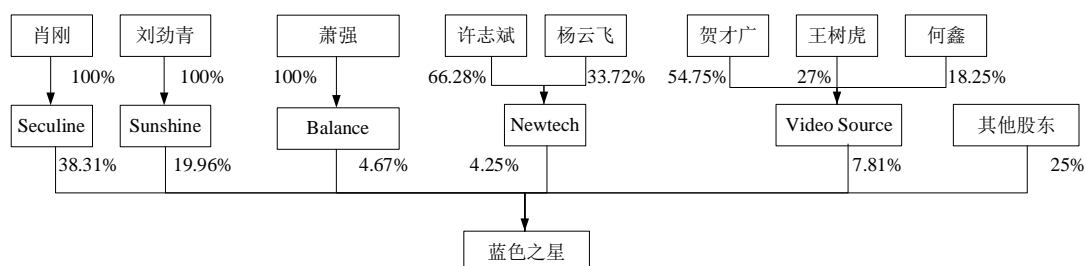 肖刚 刘劲青 萧强 许志斌 杨云飞 贺才广 王树虎 何鑫
100% 100% 100% 66.28% 33.72% 54.75% 27% 18.25%
Seculine Sunshine Balance Newtech Video Source 其他股东
38.31% 19.96% 4.67% 4.25% 7.81% 25%
蓝色之星